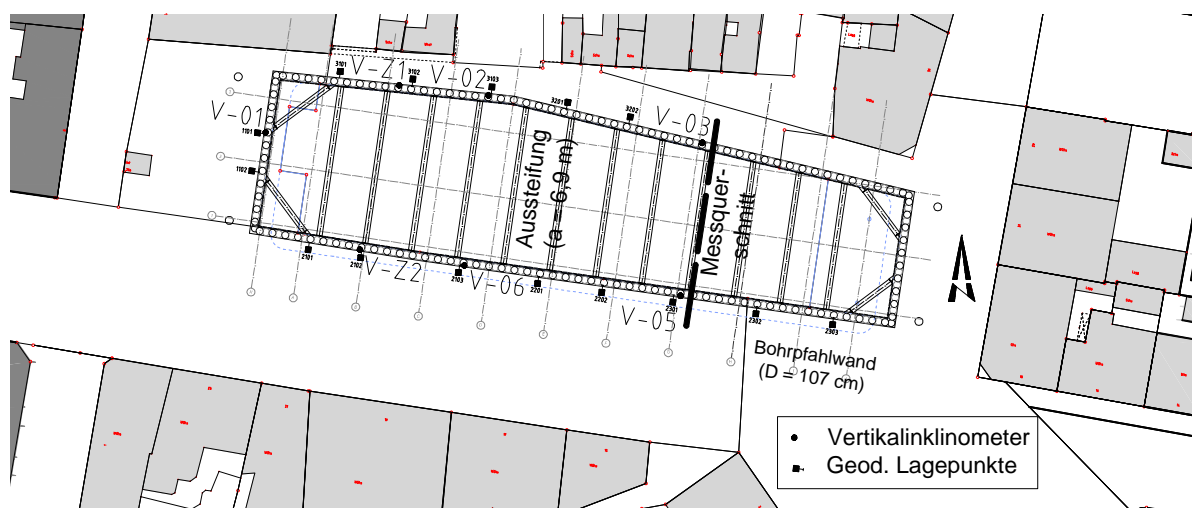 3101
V-Z1
3102
V-02
3103
3201
3202
V-03
V-01
1101
1102
Aussteifung
(a = 6,9 m)
Messquer-
schnitt
2101
2102
V-Z2
2103
V-06
2201
2202
2301
V-05
2302
2303
Bohrpfahlwand
(D = 107 cm)
Vertikalinklinometer
Geod. Lagepunkte